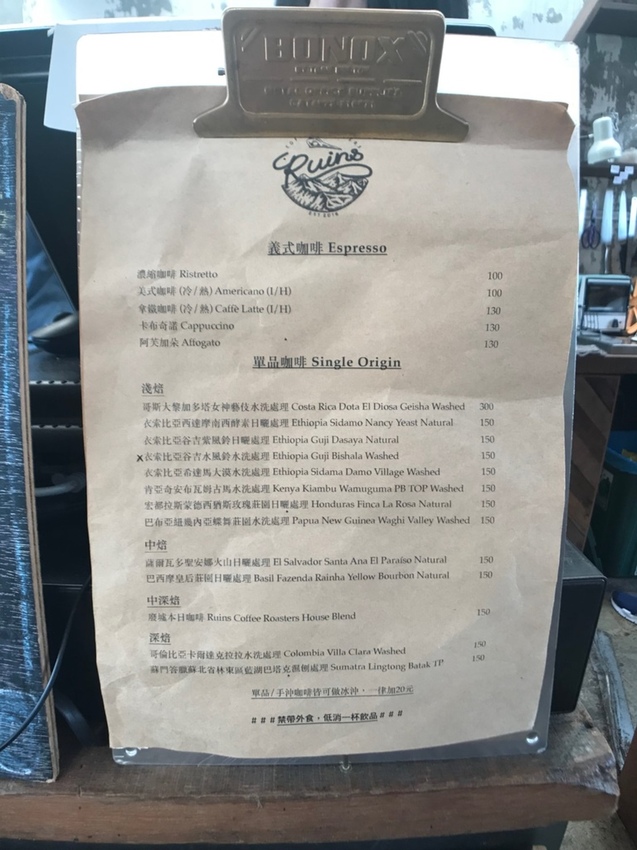 "BONOX"
Ruins
EST 2016
義式咖啡 Espresso
濃縮咖啡 Ristretto 100
美式咖啡 (冷/熱) Americano (I/H) 100
拿鐵咖啡 (冷/熱) Caffè Latte (I/H) 130
卡布奇諾 Cappuccino 130
阿芙加朵 Affogato 130
單品咖啡 Single Origin
淺焙
哥斯大黎加多塔女神藝伎水洗處理 Costa Rica Dota El Diosa Geisha Washed 300
衣索比亞西達摩南西酵素日曬處理 Ethiopia Sidamo Nancy Yeast Natural 150
衣索比亞谷吉紫風鈴日曬處理 Ethiopia Guji Dasaya Natural 150
x衣索比亞谷吉水風鈴水洗處理 Ethiopia Guji Bishala Washed 150
衣索比亞希達馬大漠水洗處理 Ethiopia Sidama Damo Village Washed 150
肯亞奇安布瓦姆古馬水洗處理 Kenya Kiambu Wamuguma PB TOP Washed 150
宏都拉斯蒙德西猶斯玫瑰莊園日曬處理 Honduras Finca La Rosa Natural 150
巴布亞紐幾內亞蝶舞莊園水洗處理 Papua New Guinea Waghi Valley Washed 150
中焙
薩爾瓦多聖安娜火山日曬處理 El Salvador Santa Ana El Paraíso Natural 150
巴西摩皇后莊園日曬處理 Basil Fazenda Rainha Yellow Bourbon Natural 150
中深焙
廢墟本日咖啡 Ruins Coffee Roasters House Blend 150
深焙
哥倫比亞卡爾達克拉拉水洗處理 Colombia Villa Clara Washed 150
蘇門答臘蘇北省林東區藍湖巴塔克濕刨處理 Sumatra Lingtong Batak TP 150
單品/手沖咖啡皆可做冰沖，一律加20元
###禁帶外食，低消一杯飲品###